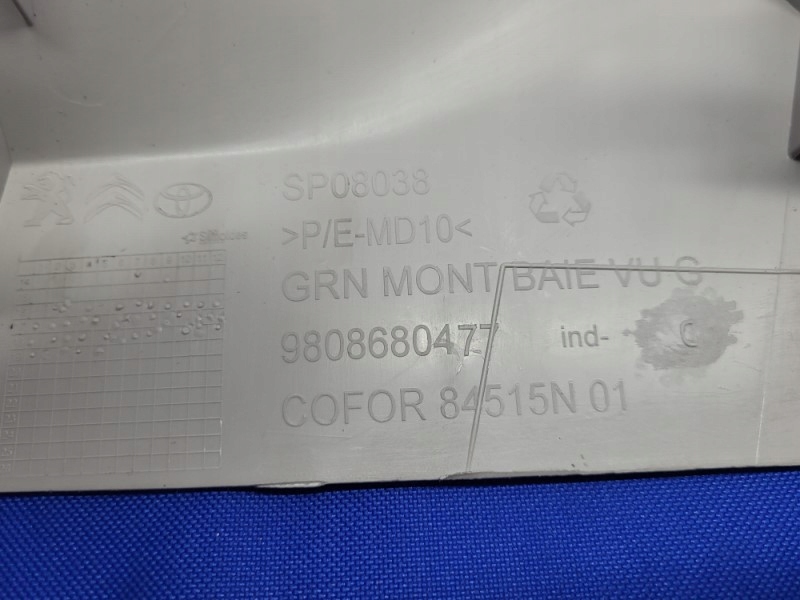 SP08038
>P/E-MD10<
GRN MONT BAIE VU G
9808680477 ind- C
COFOR 84515N 01